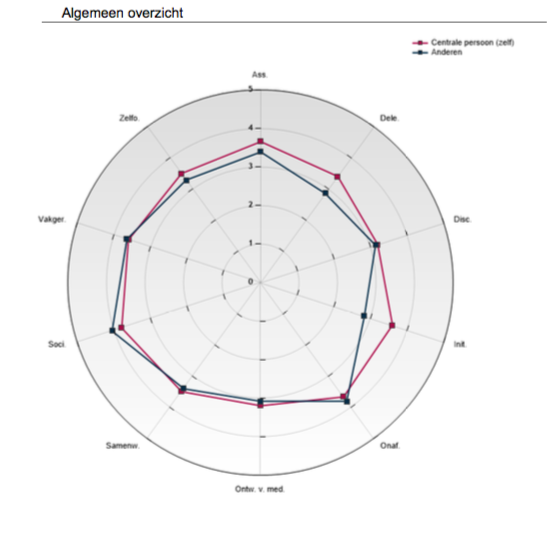 Algemeen overzicht
Centrale persoon (zelf)
Anderen
Ass.
Dele.
Disc.
Init.
Onaf.
Ontw. v. med.
Samenw.
Soci.
Vakger.
Zelfo.
5
4
3
2
1
0